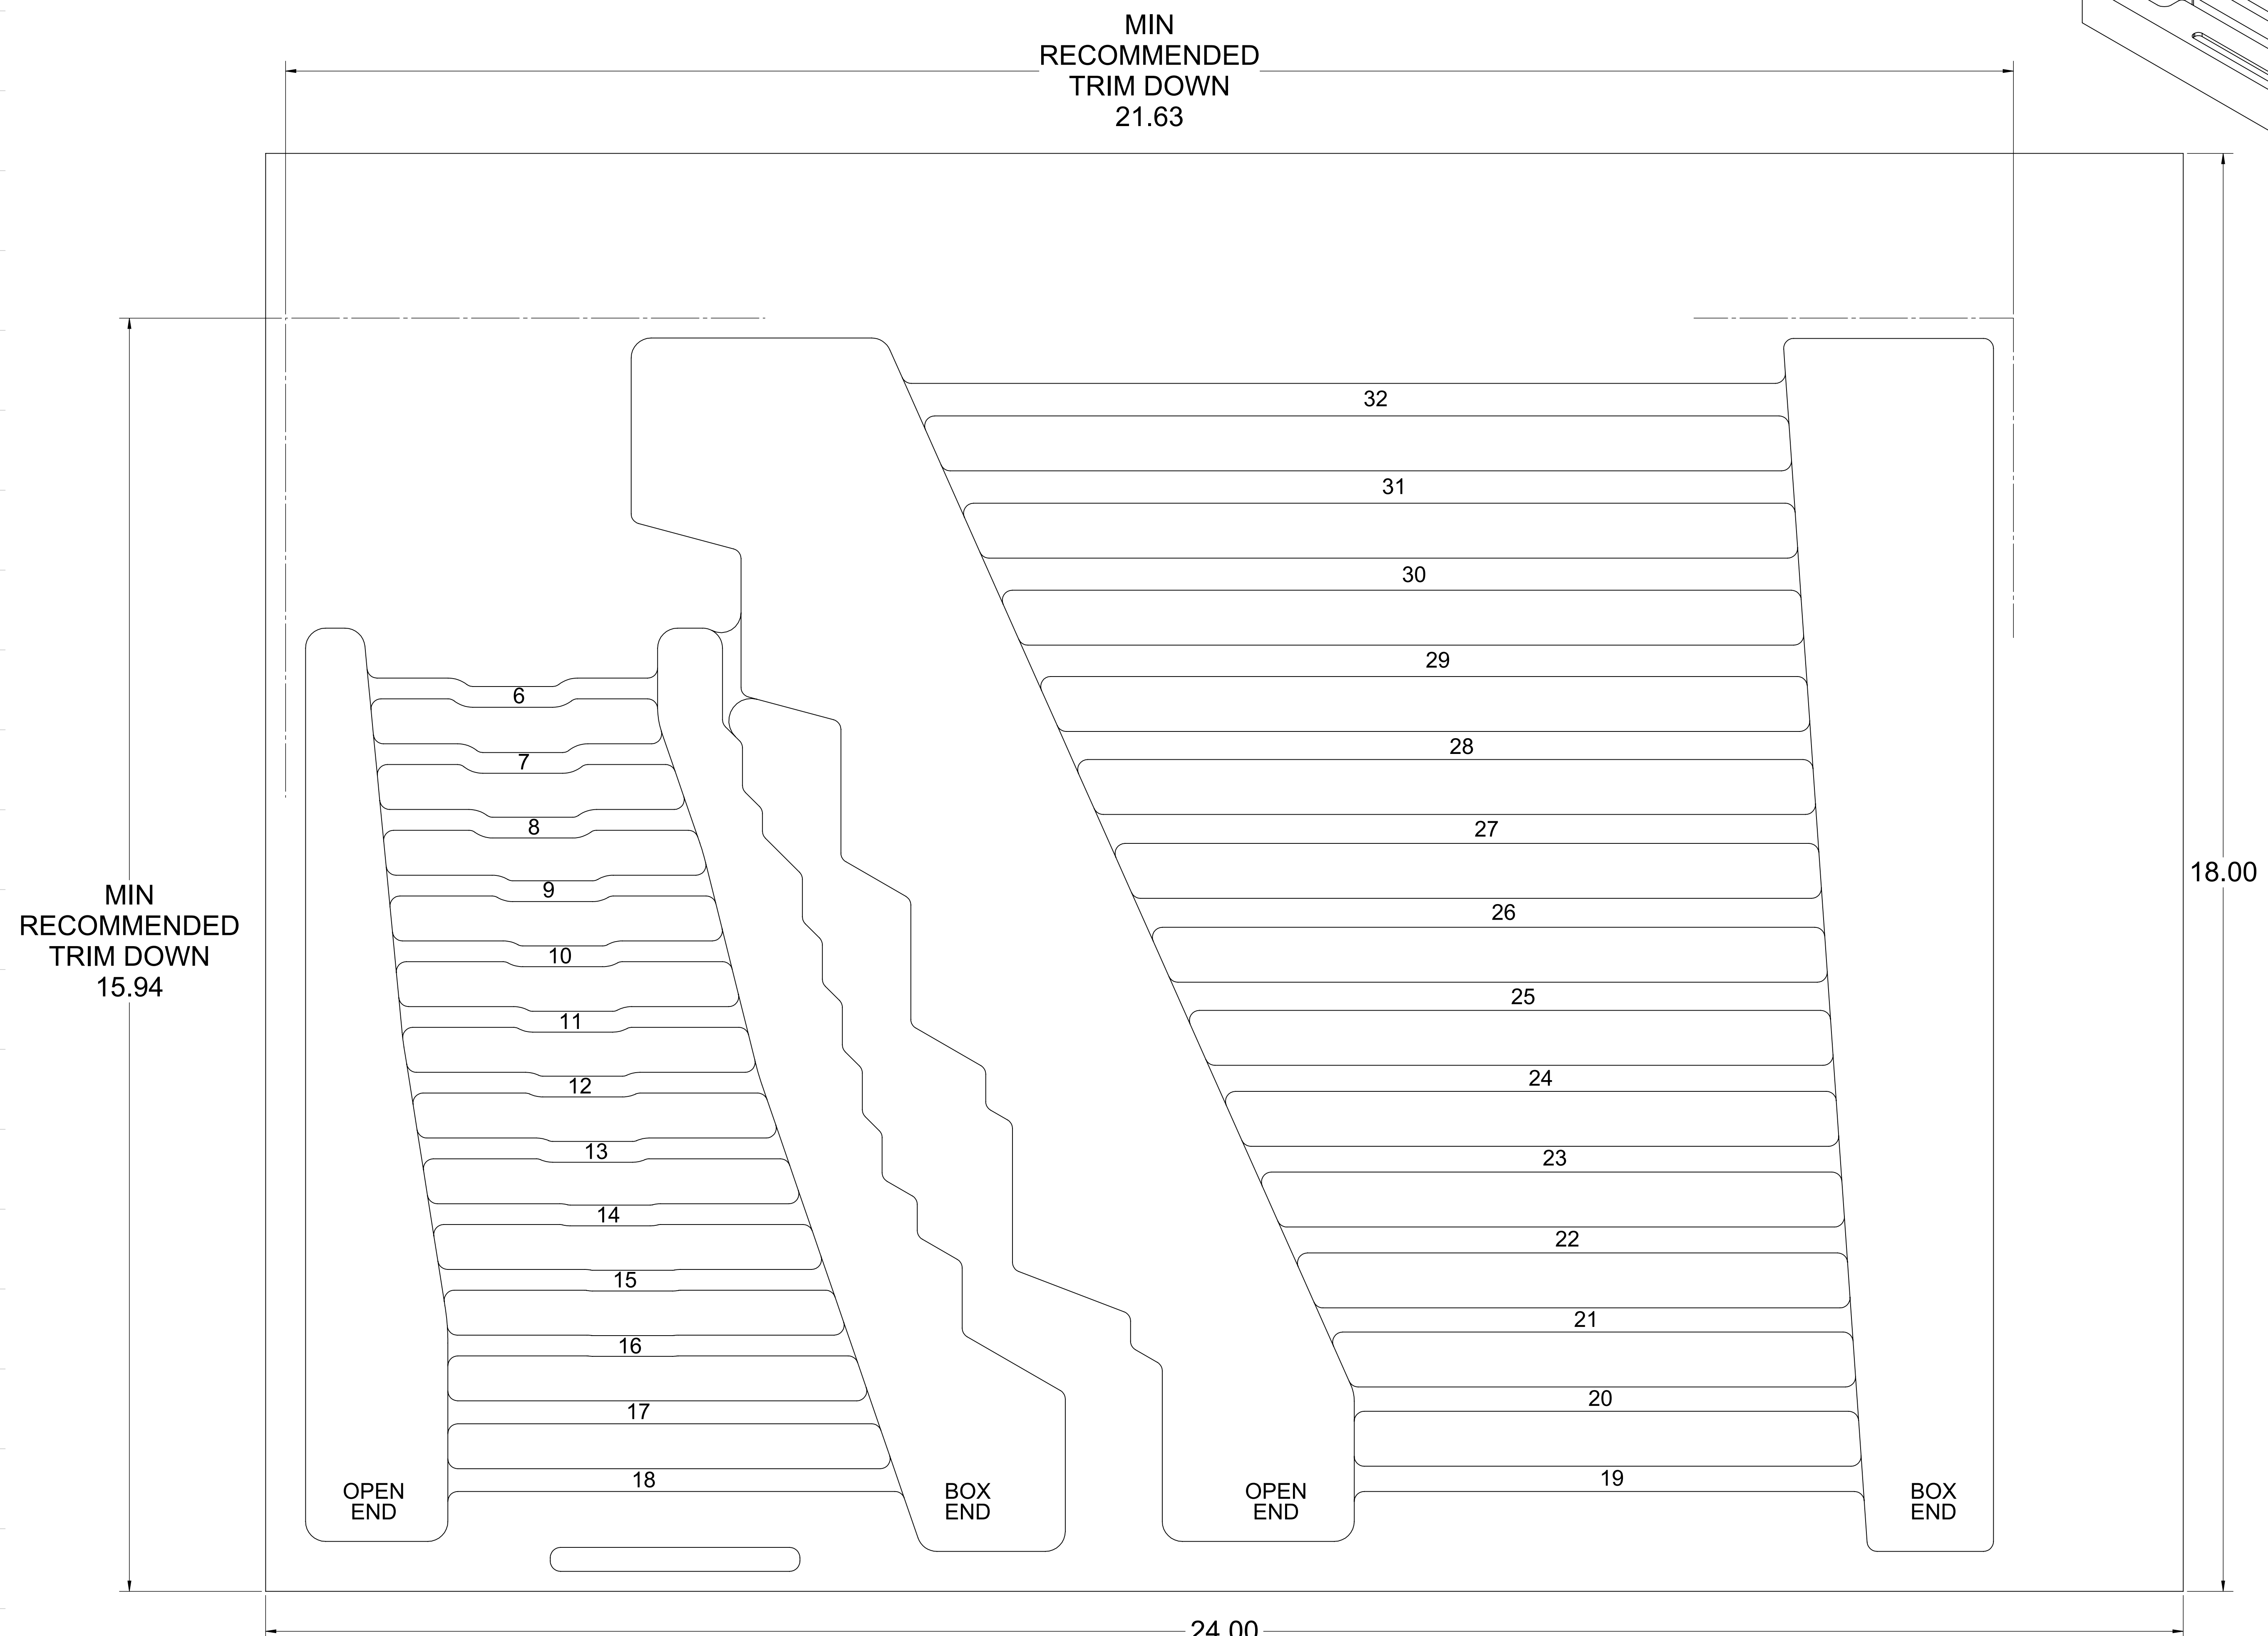 MIN
RECOMMENDED
TRIM DOWN
21.63
32
31
30
29
28
27
26
25
24
23
22
21
20
19
6
7
8
9
10
11
12
13
14
15
16
17
18
MIN
RECOMMENDED
TRIM DOWN
15.94
18.00
OPEN
END
BOX
END
OPEN
END
BOX
END
24.00